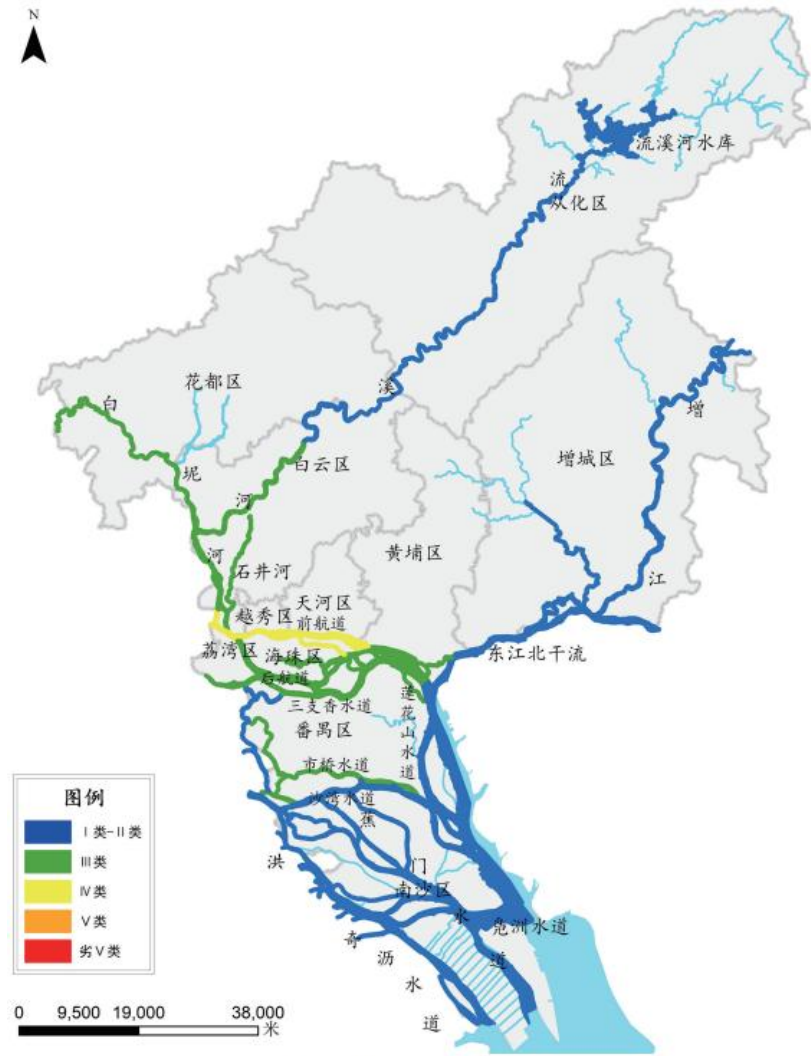 N
流溪河水库
流
从化区
花都区
溪
白
增
坭
白云区
增城区
河
黄埔区
河
石井河
江
天河区
越秀区
前航道
荔湾区
海珠区
东江北干流
后航道
三支香水道
莲花山水道
番禺区
市桥水道
沙湾水道
蕉
门
洪
南沙区
水
凫洲水道
奇
道
沥
水
道
图例
Ⅰ类-Ⅱ类
Ⅲ类
Ⅳ类
Ⅴ类
劣Ⅴ类
0 9,500 19,000 38,000
米